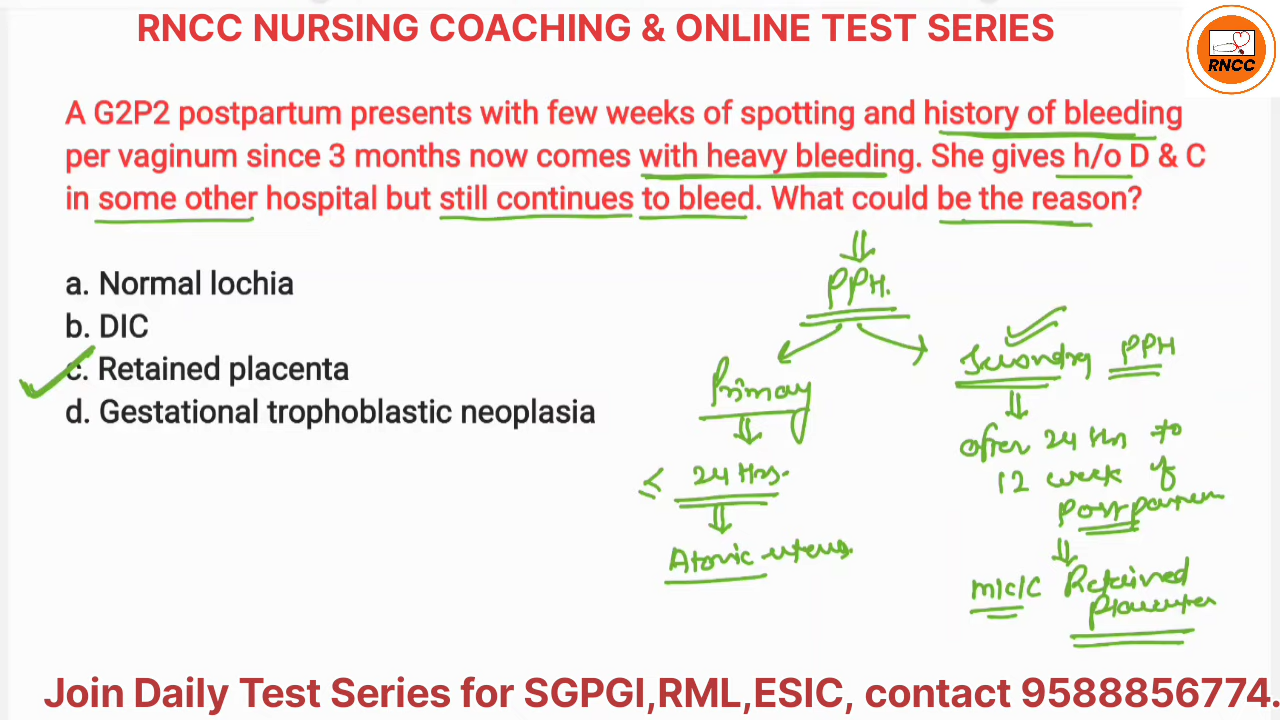 RNCC NURSING COACHING & ONLINE TEST SERIES
RNCC
A G2P2 postpartum presents with few weeks of spotting and history of bleeding
per vaginum since 3 months now comes with heavy bleeding. She gives h/o D & C
in some other hospital but still continues to bleed. What could be the reason?
a. Normal lochia
b. DIC
c. Retained placenta
d. Gestational trophoblastic neoplasia
PPH.
Primary
≤ 24 Hrs.
Atonic uterus.
Secondry PPH
after 24 Hrs to
12 week of
Postpartum
M/C/C Retained
Placenta
Join Daily Test Series for SGPGI,RML,ESIC, contact 9588856774.